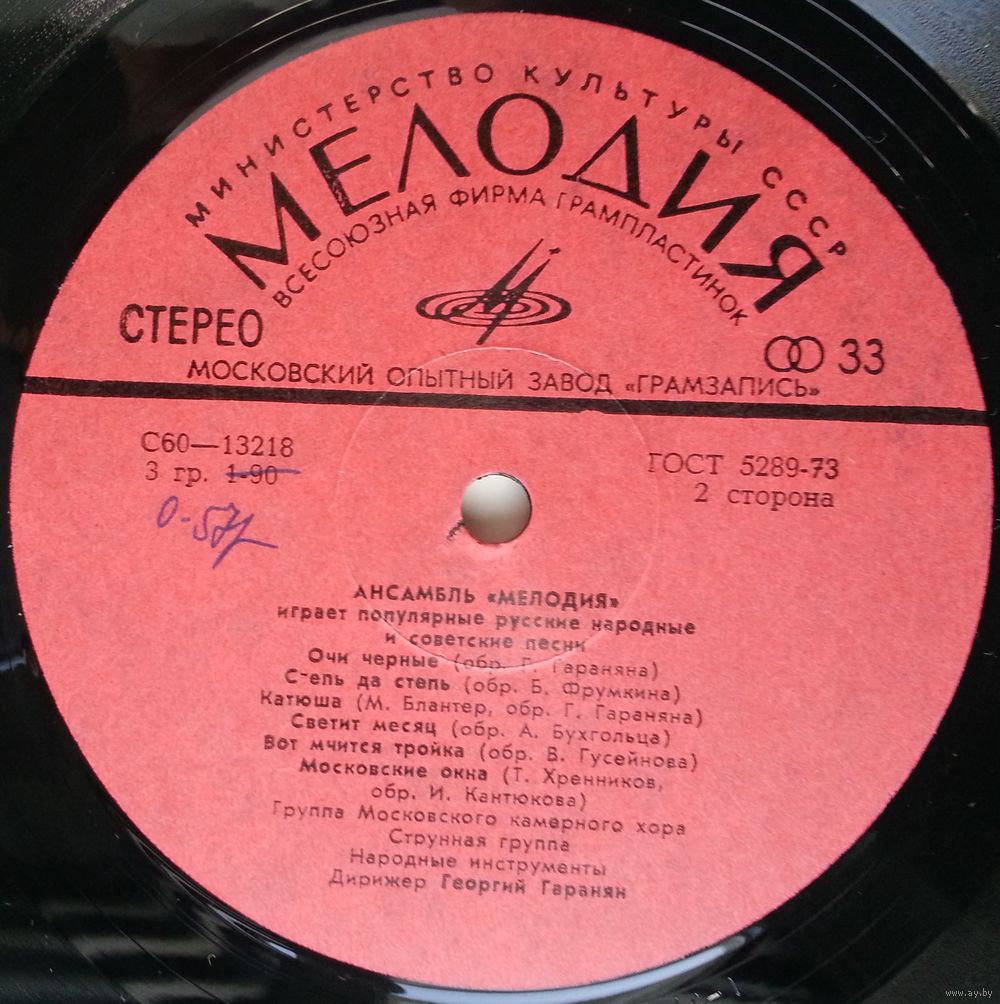 МИНИСТЕРСТВО КУЛЬТУРЫ СССР
МЕЛОДИЯ
ВСЕСОЮЗНАЯ ФИРМА ГРАМПЛАСТИНОК
СТЕРЕО
33
МОСКОВСКИЙ ОПЫТНЫЙ ЗАВОД «ГРАМЗАПИСЬ»
С60—13218
3 гр. 1-90
0-57
ГОСТ 5289-73
2 сторона
АНСАМБЛЬ «МЕЛОДИЯ»
играет популярные русские народные
и советские песни
Очи черные (обр. Г. Гараняна)
С-ель да степь (обр. Б. Фрумкина)
Катюша (М. Блантер, обр. Г. Гараняна)
Светит месяц (обр. А. Бухгольца)
Вот мчится тройка (обр. В. Гусейнова)
Московские окна (Т. Хренников,
обр. И. Кантюкова)
Группа Московского камерного хора
Струнная группа
Народные инструменты
Дирижер Георгий Гаранян
www.ay.by